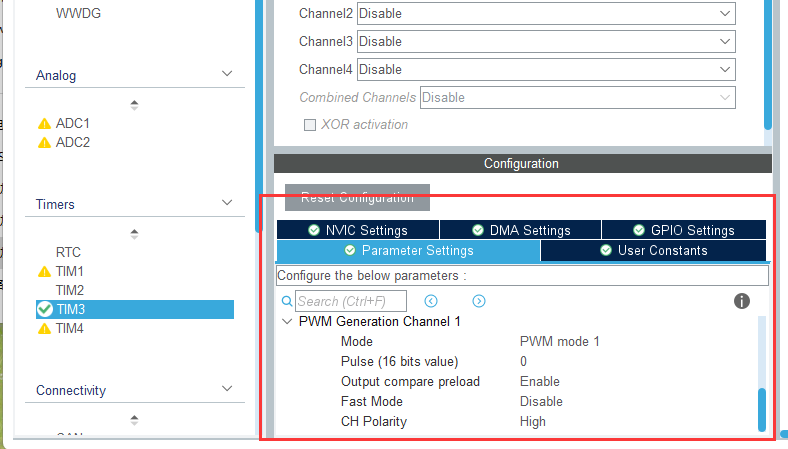 WWDG
Analog
ADC1
ADC2
Timers
RTC
TIM1
TIM2
TIM3
TIM4
Connectivity
Channel2 Disable
Channel3 Disable
Channel4 Disable
Combined Channels Disable
XOR activation
Configuration
Reset Configuration
NVIC Settings DMA Settings GPIO Settings
Parameter Settings User Constants
Configure the below parameters :
Search (Ctrl+F)
PWM Generation Channel 1
Mode PWM mode 1
Pulse (16 bits value) 0
Output compare preload Enable
Fast Mode Disable
CH Polarity High